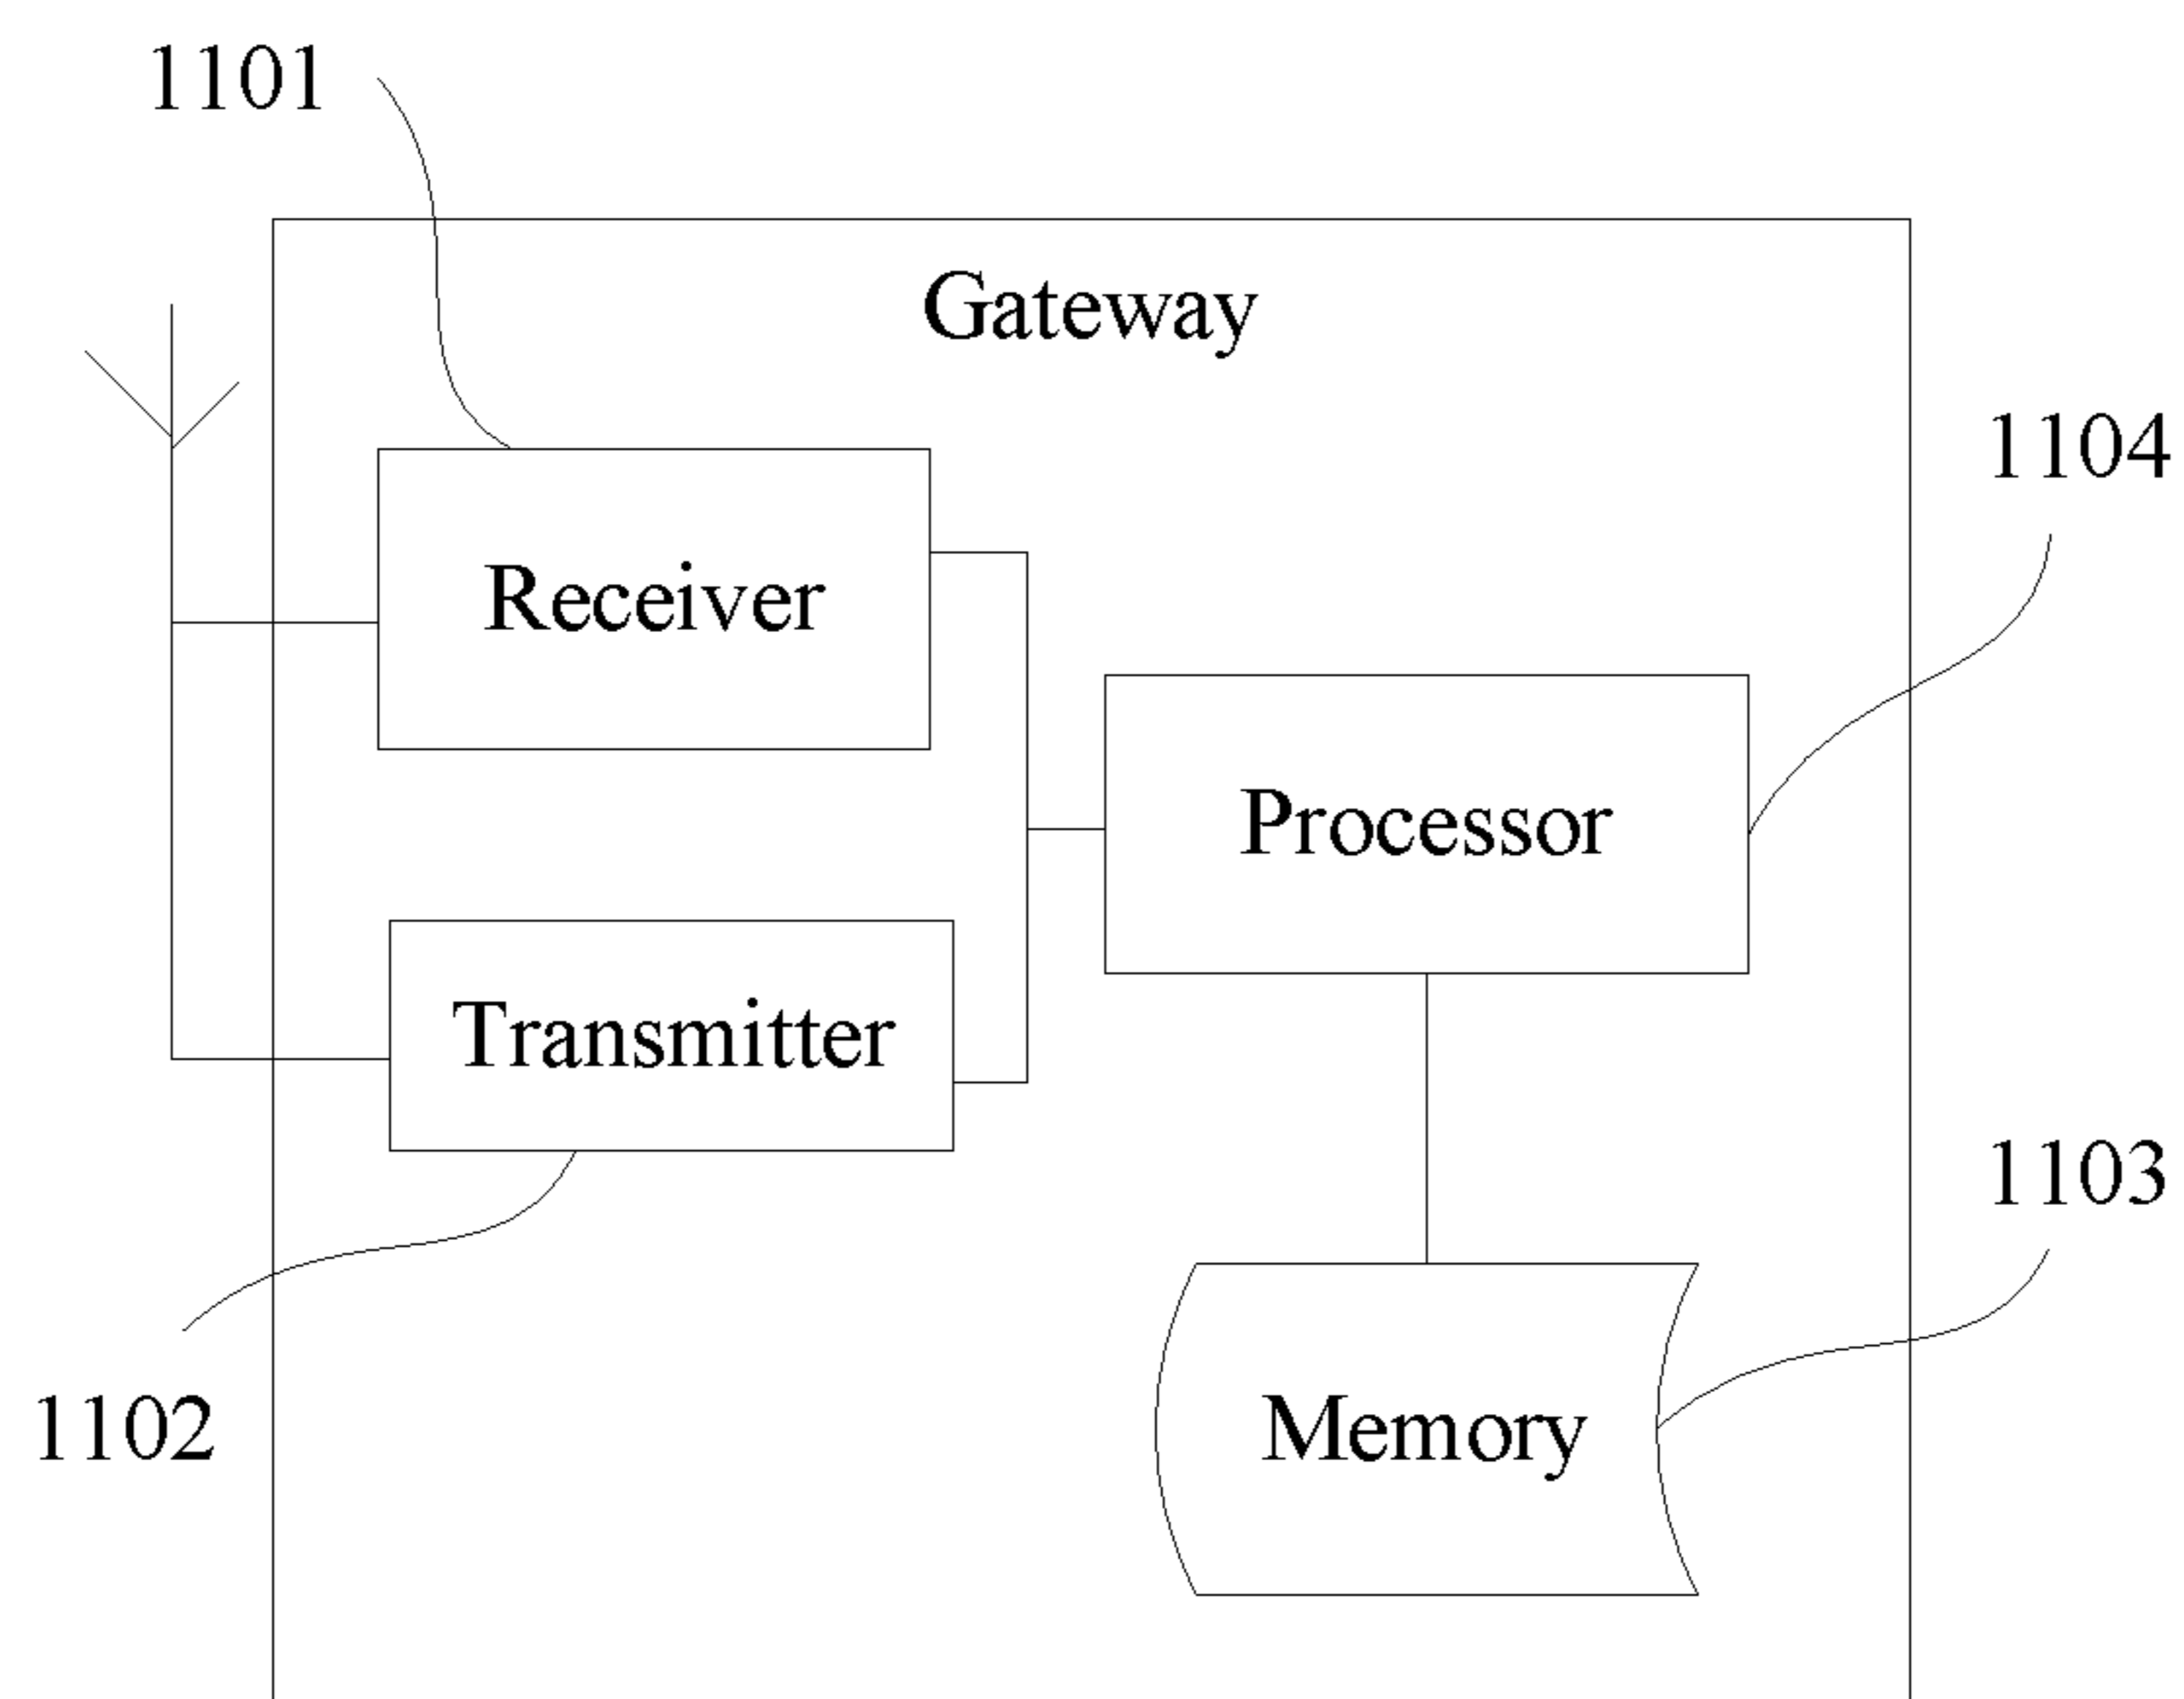 1101
Gateway
1104
Receiver
Processor
Transmitter
1103
1102
Memory